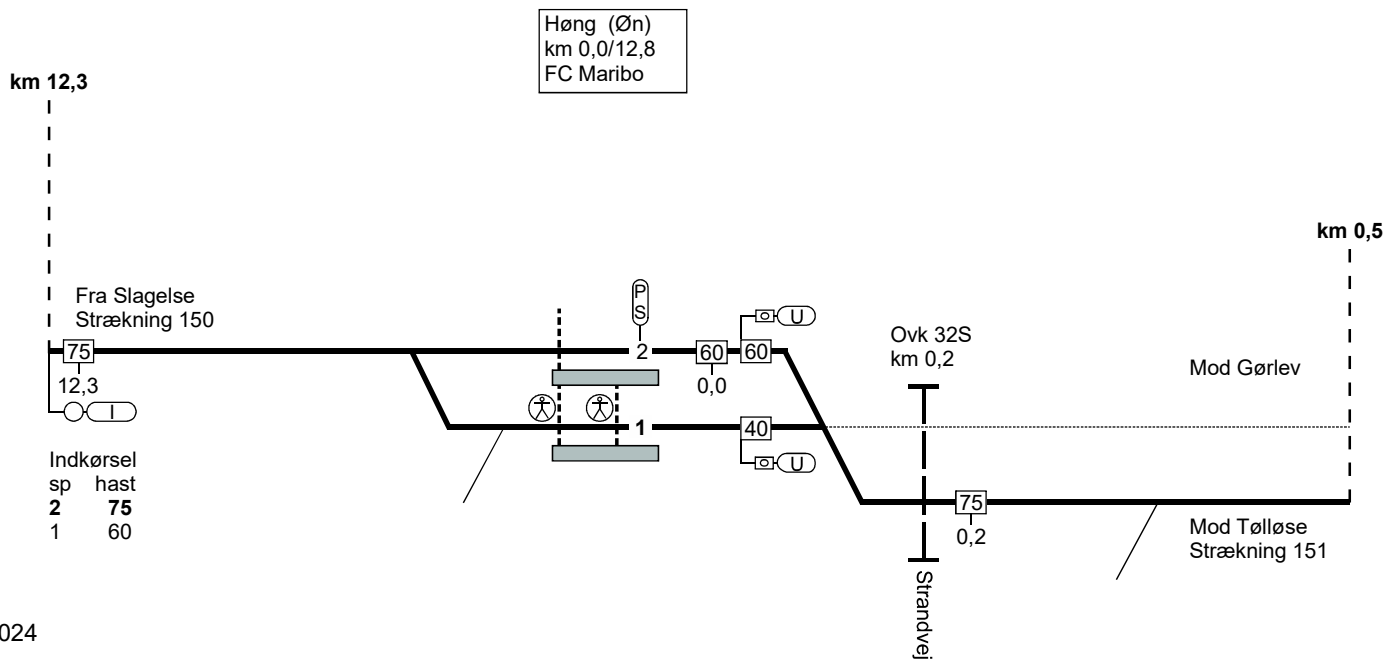 Høng (Øn)
km 0,0/12,8
FC Maribo
km 12,3
km 0,5
Fra Slagelse
Strækning 150
P
S
U
Ovk 32S
km 0,2
75
2
60
60
Mod Gørlev
12,3
0,0
I
1
40
U
Indkørsel
sp hast
2 75
1 60
75
0,2
Mod Tølløse
Strækning 151
Strandvej
024